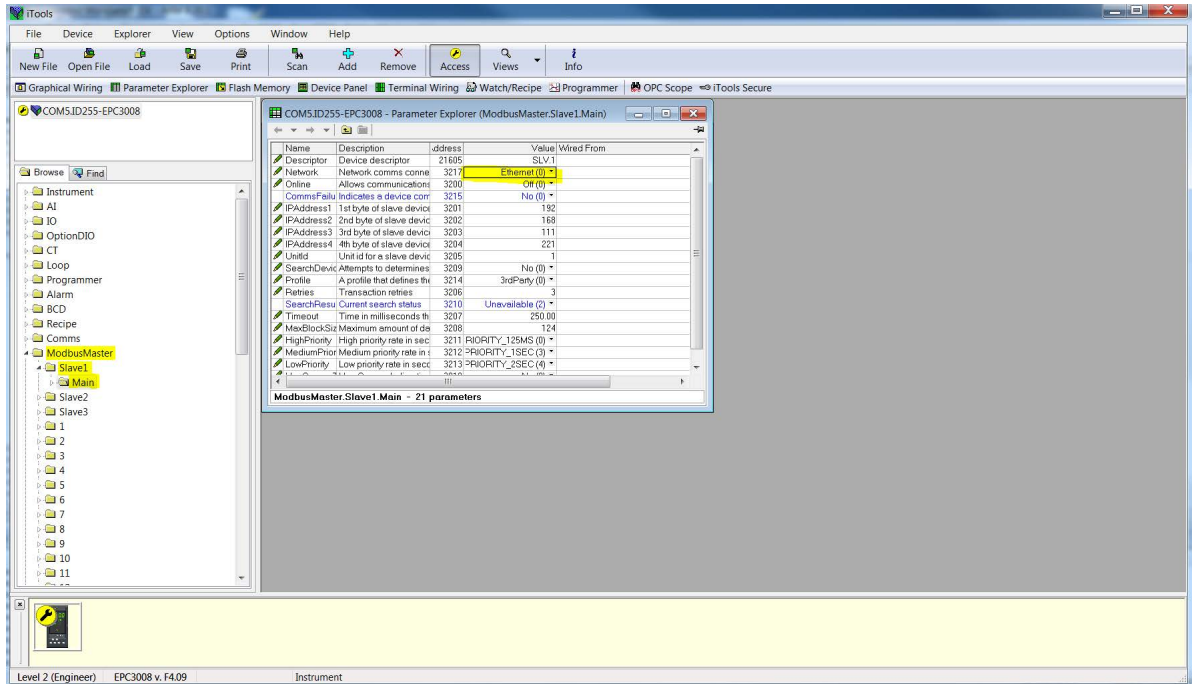 iTools
File Device Explorer View Options Window Help
New File Open File Load Save Print Scan Add Remove Access Views Info
Graphical Wiring Parameter Explorer Flash Memory Device Panel Terminal Wiring Watch/Recipe Programmer OPC Scope iTools Secure
COM5.ID255-EPC3008
Browse Find
Instrument
AI
IO
OptionDIO
CT
Loop
Programmer
Alarm
BCD
Recipe
Comms
ModbusMaster
Slave1
Main
Slave2
Slave3
1
2
3
4
5
6
7
8
9
10
11
COM5.ID255-EPC3008 - Parameter Explorer (ModbusMaster.Slave1.Main)
Name Description ddress Value Wired From
Descriptor Device descriptor 21605 SLV.1
Network Network comms conne 3217 Ethernet (0)
Online Allows communications 3200 Off (0)
CommsFailu Indicates a device com 3215 No (0)
IPAddress1 1st byte of slave device 3201 192
IPAddress2 2nd byte of slave devic 3202 168
IPAddress3 3rd byte of slave devic 3203 111
IPAddress4 4th byte of slave devic 3204 221
UnitId Unit id for a slave devic 3205 1
SearchDevic Attempts to determines 3209 No (0)
Profile A profile that defines the 3214 3rdParty (0)
Retries Transaction retries 3206 3
SearchResu Current search status 3210 Unavailable (2)
Timeout Time in milliseconds th 3207 250.00
MaxBlockSiz Maximum amount of da 3208 124
HighPriority High priority rate in sec 3211 RIORITY_125MS (0)
MediumPrior Medium priority rate in s 3212 PRIORITY_1SEC (3)
LowPriority Low priority rate in secc 3213 PRIORITY_2SEC (4)
ModbusMaster.Slave1.Main - 21 parameters
Level 2 (Engineer) EPC3008 v. F4.09 Instrument